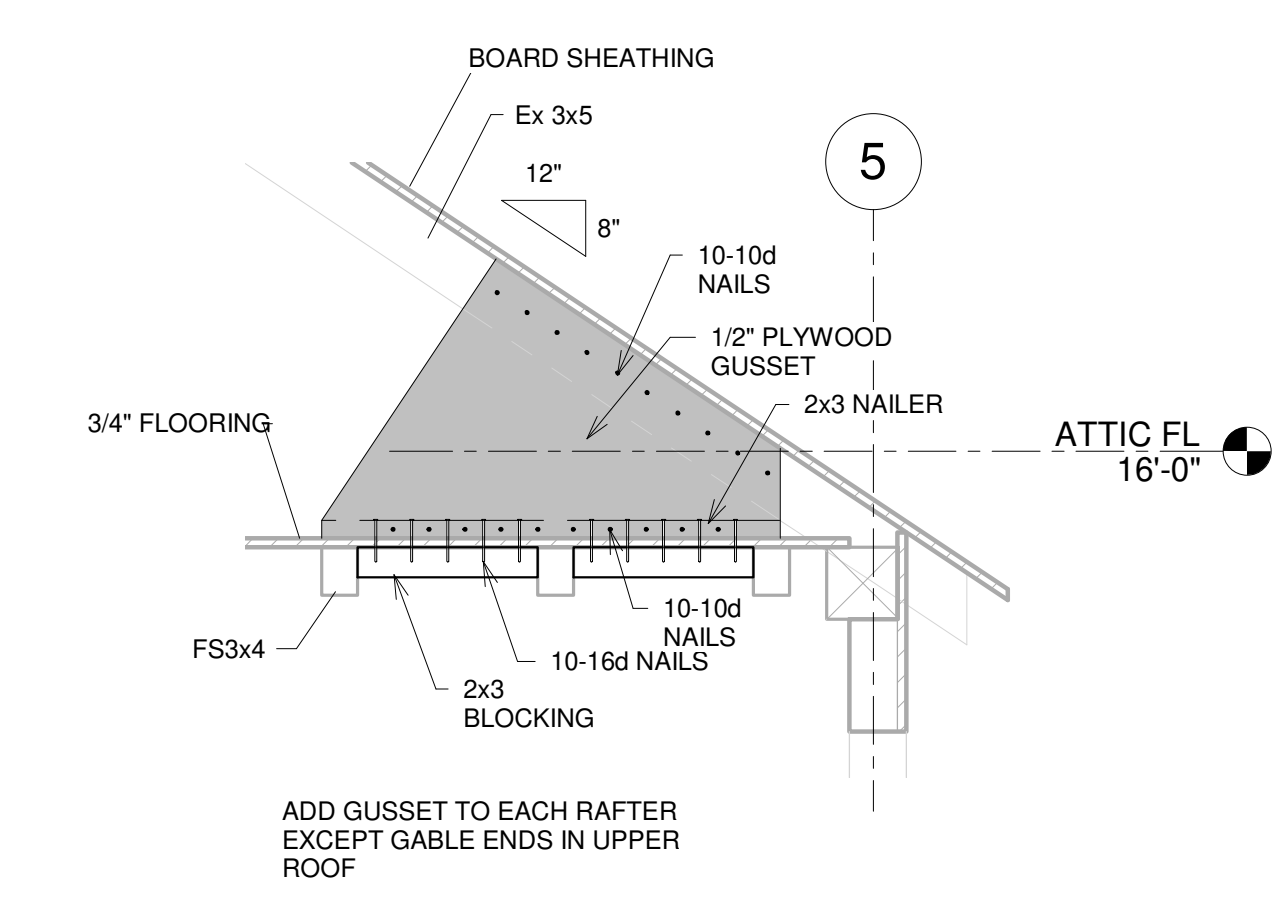 BOARD SHEATHING
Ex 3x5
12"
8"
5
10-10d
NAILS
1/2" PLYWOOD
GUSSET
2x3 NAILER
3/4" FLOORING
ATTIC FL
16'-0"
10-10d
NAILS
FS3x4
10-16d NAILS
2x3
BLOCKING
ADD GUSSET TO EACH RAFTER
EXCEPT GABLE ENDS IN UPPER
ROOF